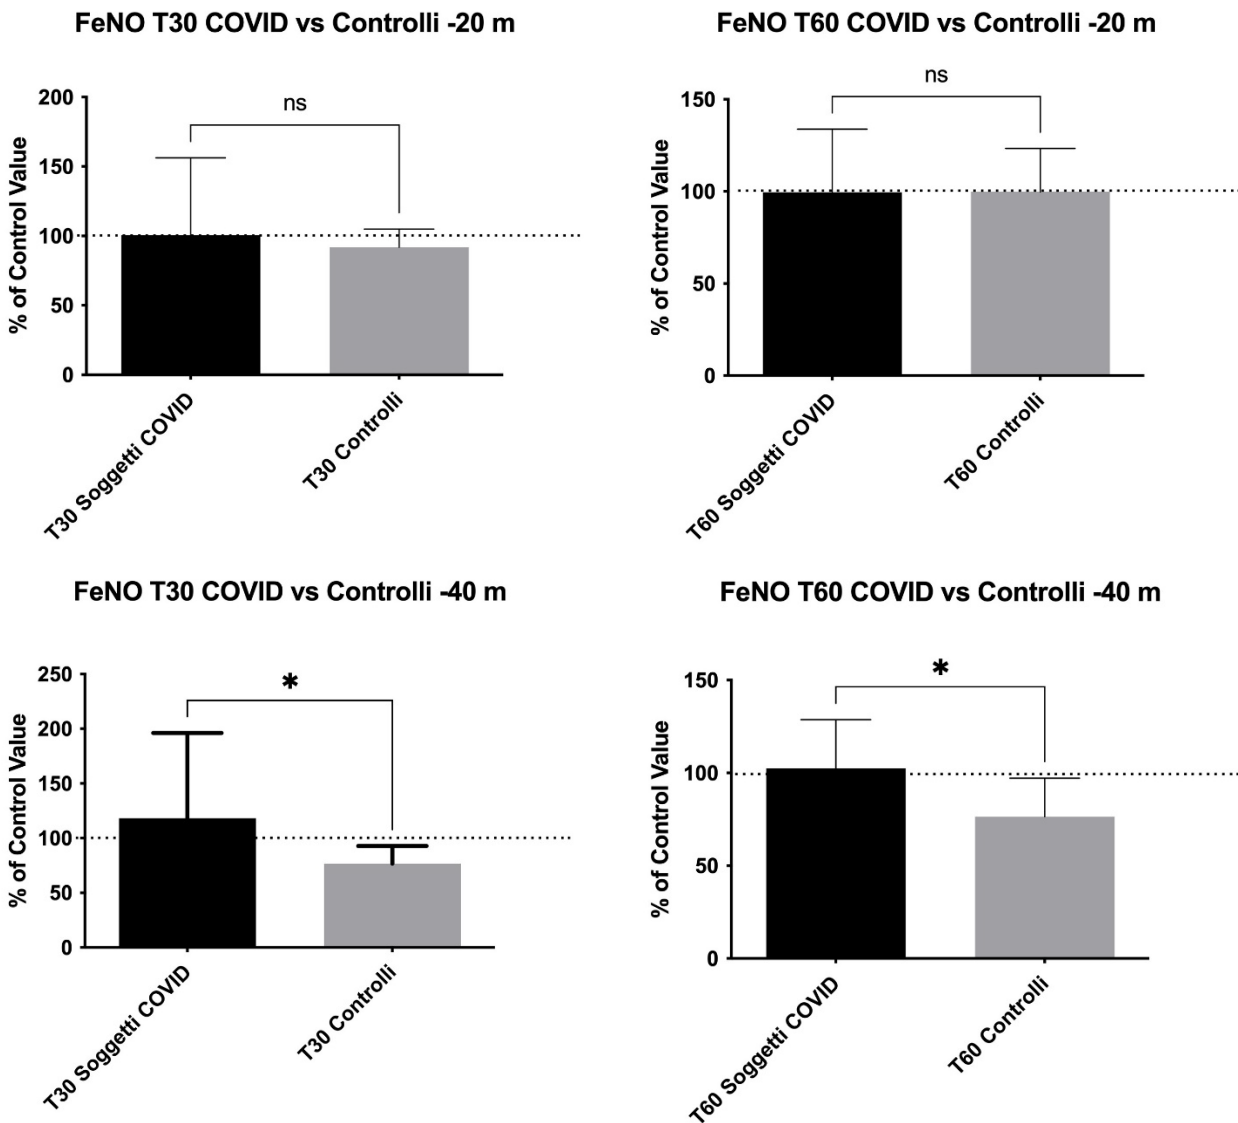 FeNO T30 COVID vs Controlli -20 m
ns
% of Control Value
200
150
100
50
0
T30 Soggetti COVID
T30 Controlli
FeNO T60 COVID vs Controlli -20 m
ns
% of Control Value
150
100
50
0
T60 Soggetti COVID
T60 Controlli
FeNO T30 COVID vs Controlli -40 m
*
% of Control Value
250
200
150
100
50
0
T30 Soggetti COVID
T30 Controlli
FeNO T60 COVID vs Controlli -40 m
*
% of Control Value
150
100
50
0
T60 Soggetti COVID
T60 Controlli